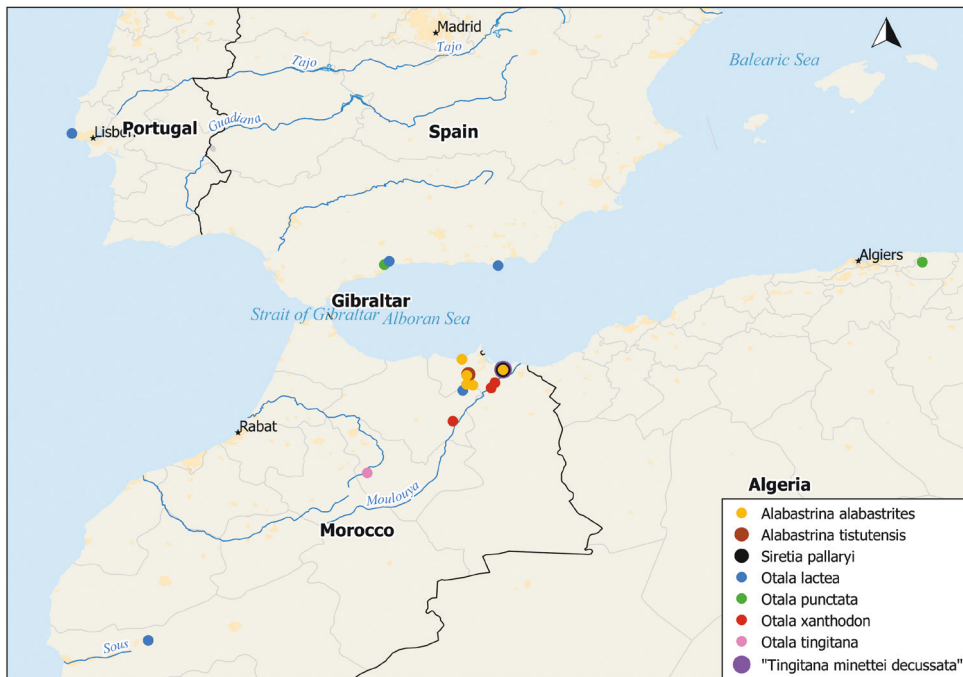 Madrid
Tajo
Tajo
Balearic Sea
Guadiana
Portugal
Lisbon
Spain
Algiers
Gibraltar
Strait of Gibraltar
Alboran Sea
Rabat
Moulouya
Morocco
Algeria
Sous
Alabastrina alabastrites
Alabastrina tistutensis
Siretia pallaryi
Otala lactea
Otala punctata
Otala xanthodon
Otala tingitana
"Tingitana minettei decussata"